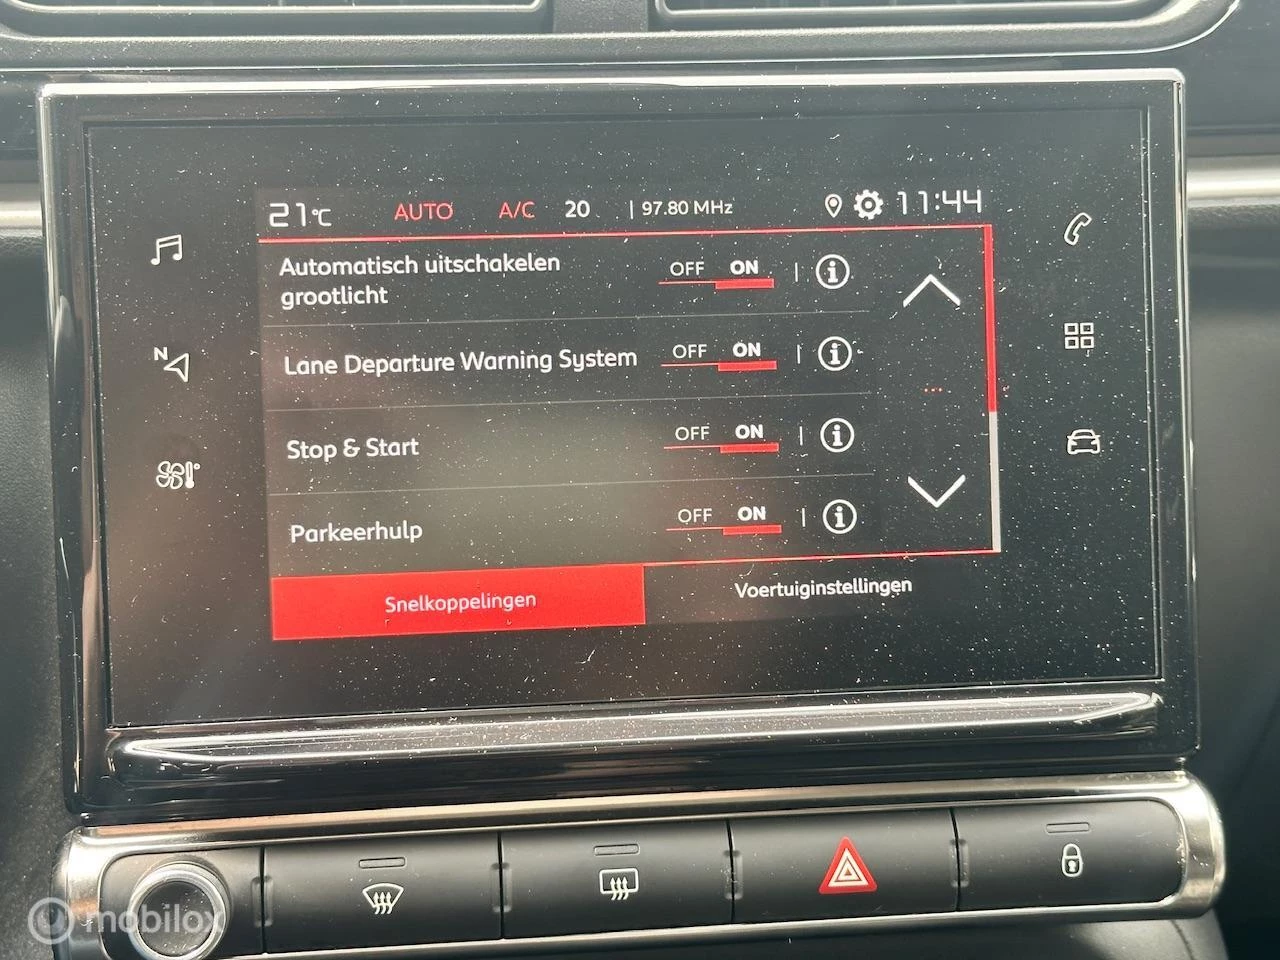 21°C AUTO A/C 20 | 97.80 MHz 11:44
Automatisch uitschakelen
grootlicht
OFF ON | i
Lane Departure Warning System OFF ON | i
Stop & Start OFF ON | i
Parkeerhulp OFF ON | i
N
Snelkoppelingen Voertuiginstellingen
mobilox